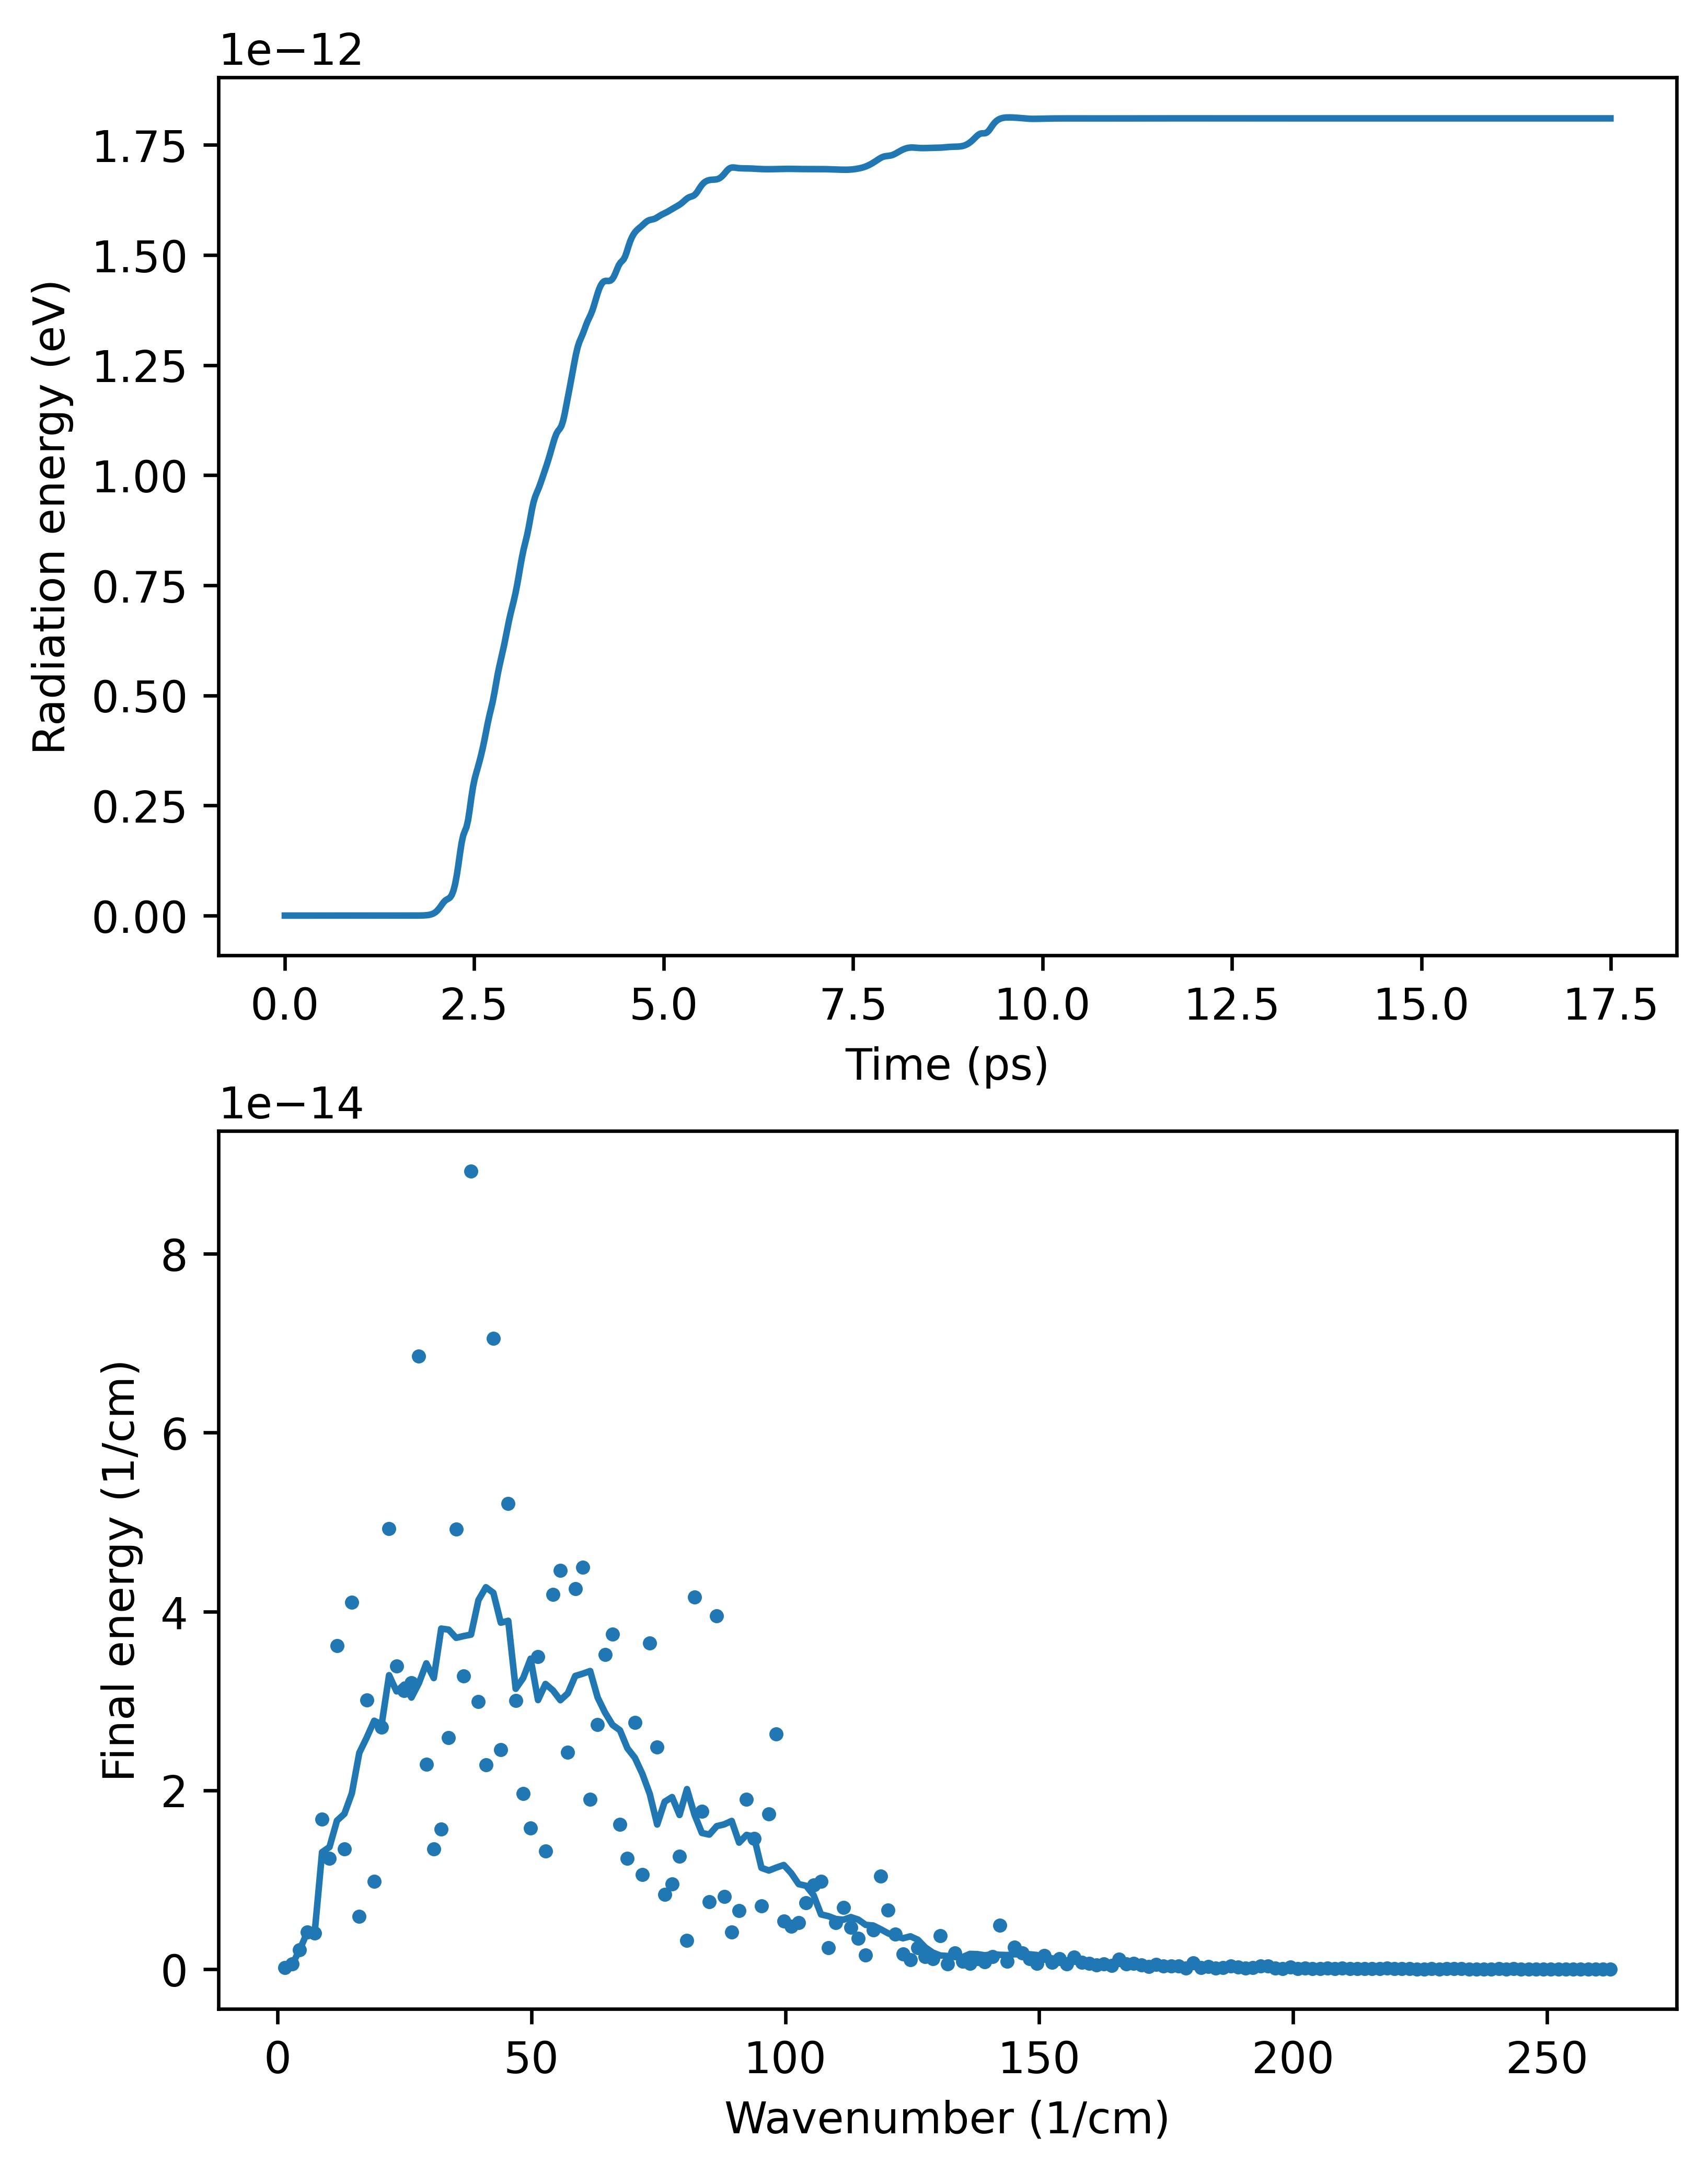 1e−12
1.75
1.50
1.25
1.00
0.75
0.50
0.25
0.00
Radiation energy (eV)
0.0 2.5 5.0 7.5 10.0 12.5 15.0 17.5
Time (ps)
1e−14
8
6
4
2
0
Final energy (1/cm)
0 50 100 150 200 250
Wavenumber (1/cm)